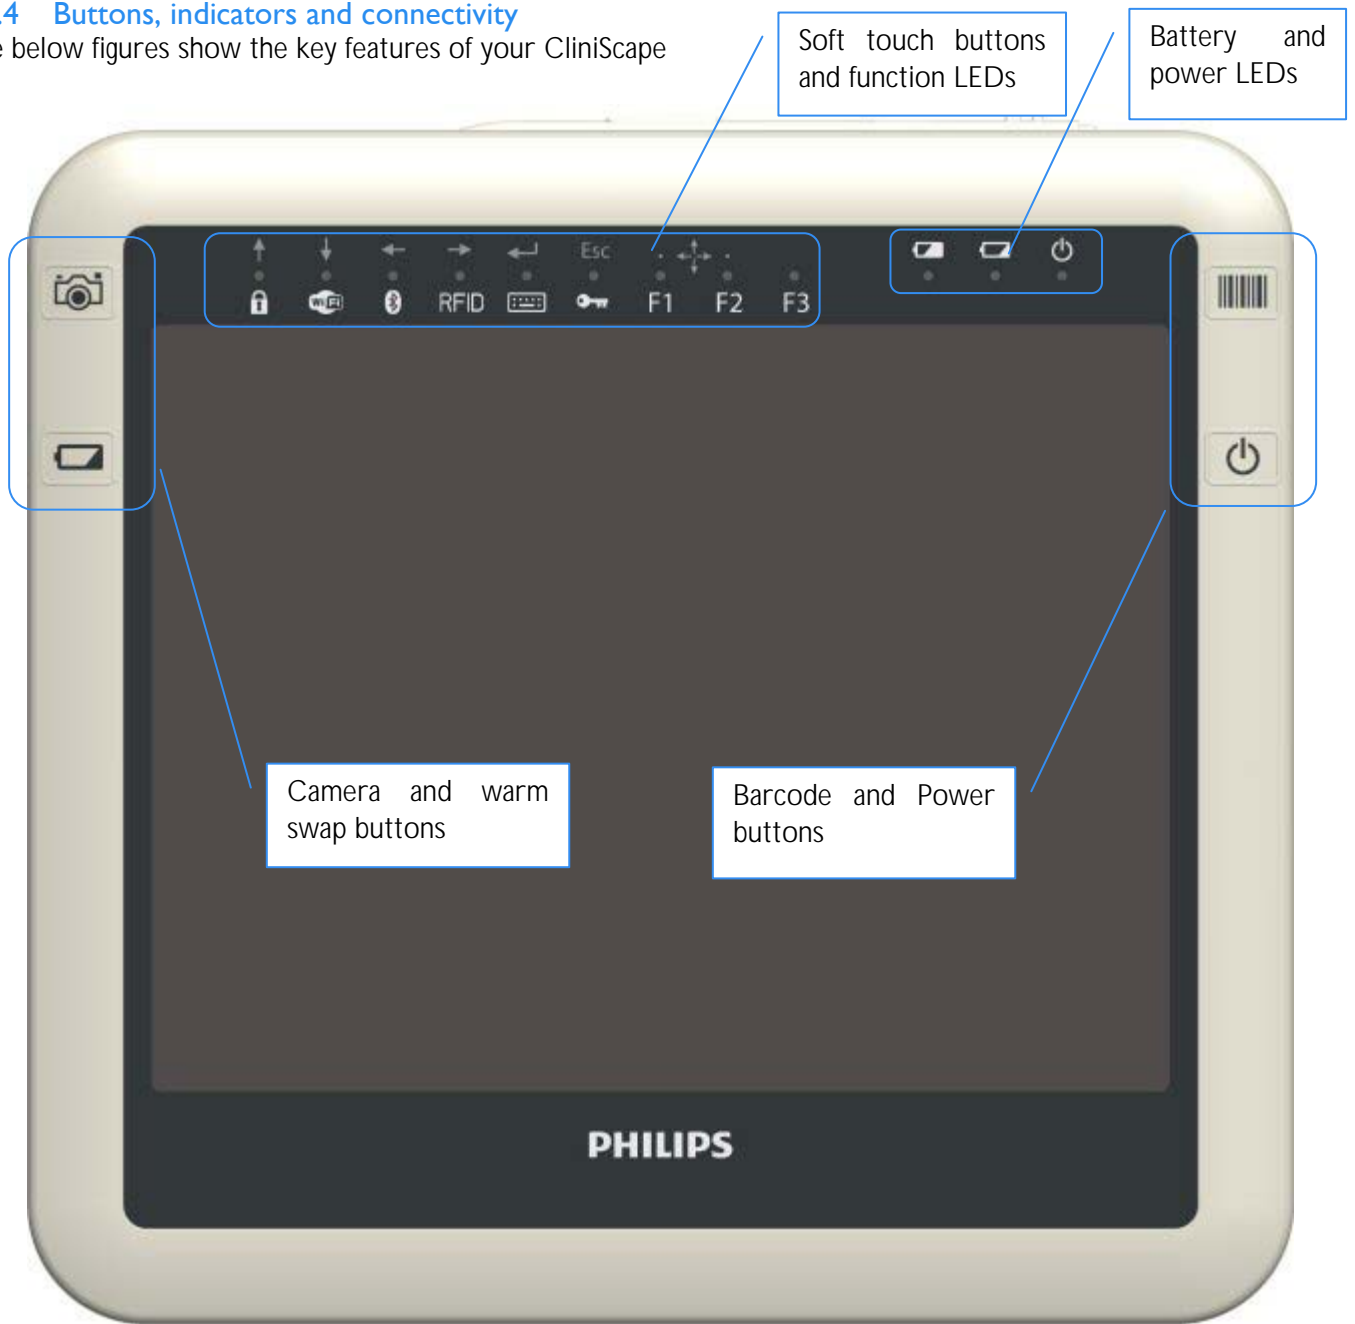 .4 Buttons, indicators and connectivity
e below figures show the key features of your CliniScape
Soft touch buttons
and function LEDs
Battery and
power LEDs
Esc
WiFi
RFID
F1
F2
F3
Camera and warm
swap buttons
Barcode and Power
buttons
PHILIPS